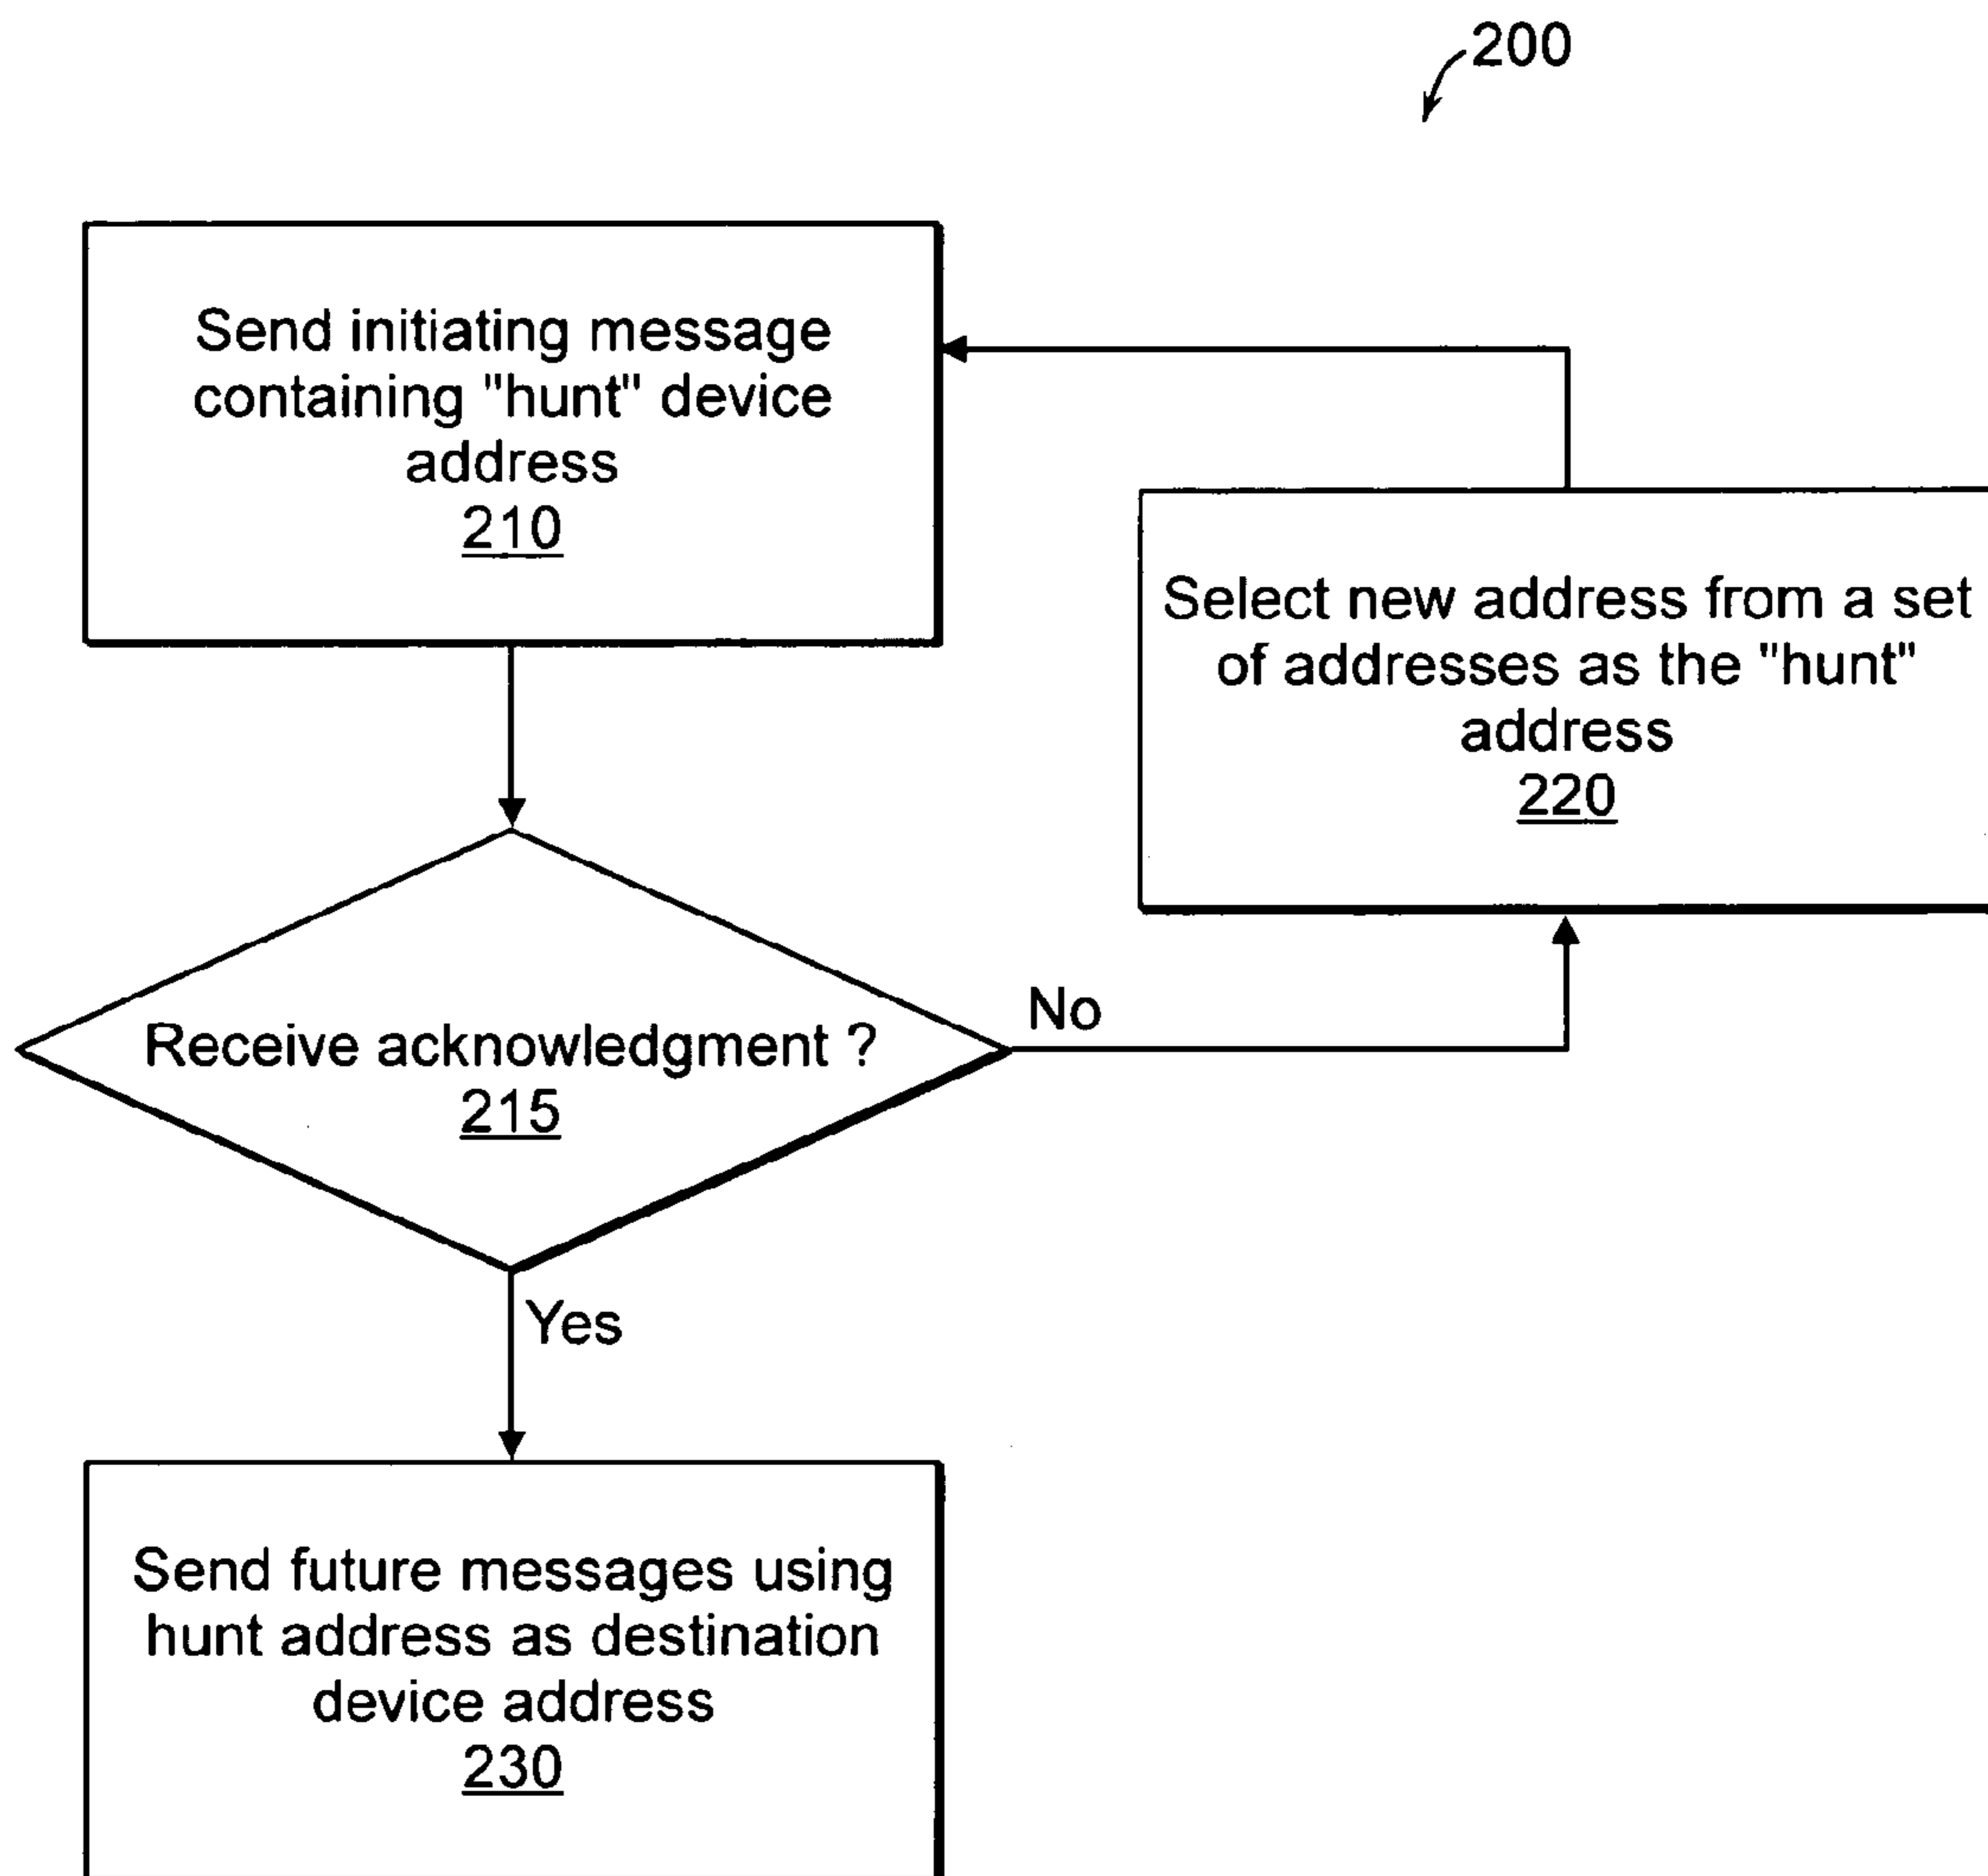 200
Send initiating message
containing "hunt" device
address
210
Select new address from a set
of addresses as the "hunt"
address
220
Receive acknowledgment ?
215
No
Yes
Send future messages using
hunt address as destination
device address
230